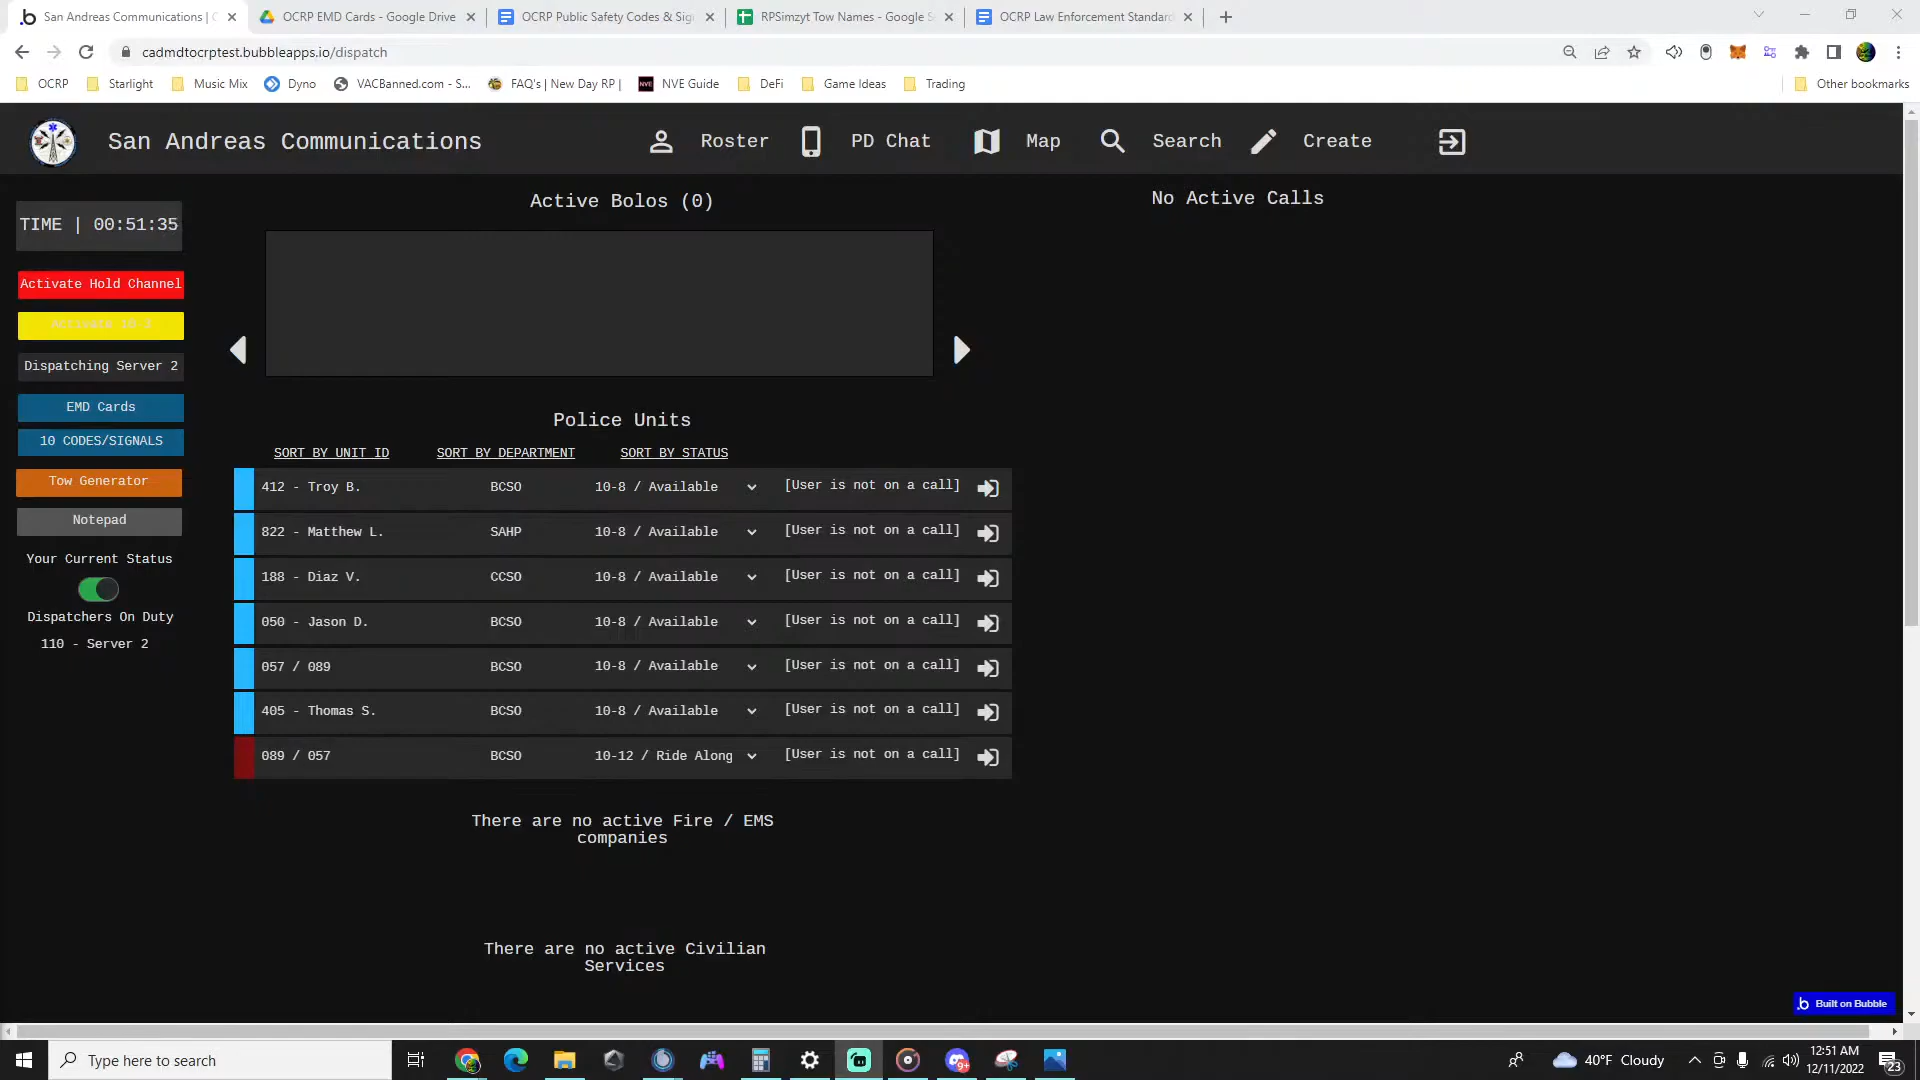 San Andreas Communications | C
OCRP EMD Cards - Google Drive
OCRP Public Safety Codes & Sig
RPSimzyt Tow Names - Google S
OCRP Law Enforcement Standard
cadmdtocrptest.bubbleapps.io/dispatch
OCRP
Starlight
Music Mix
Dyno
VACBanned.com - S...
FAQ's | New Day RP |
NVE
NVE Guide
DeFi
Game Ideas
Trading
Other bookmarks
San Andreas Communications
Roster
PD Chat
Map
Search
Create
TIME | 00:51:35
Activate Hold Channel
Activate 10-3
Dispatching Server 2
EMD Cards
10 CODES/SIGNALS
Tow Generator
Notepad
Your Current Status
Dispatchers On Duty
110 - Server 2
Active Bolos (0)
No Active Calls
Police Units
SORT BY UNIT ID SORT BY DEPARTMENT SORT BY STATUS
412 - Troy B. BCSO 10-8 / Available [User is not on a call]
822 - Matthew L. SAHP 10-8 / Available [User is not on a call]
188 - Diaz V. CCSO 10-8 / Available [User is not on a call]
050 - Jason D. BCSO 10-8 / Available [User is not on a call]
057 / 089 BCSO 10-8 / Available [User is not on a call]
405 - Thomas S. BCSO 10-8 / Available [User is not on a call]
089 / 057 BCSO 10-12 / Ride Along [User is not on a call]
There are no active Fire / EMS
companies
There are no active Civilian
Services
Built on Bubble
Type here to search
9+
40°F Cloudy
12:51 AM
12/11/2022
23